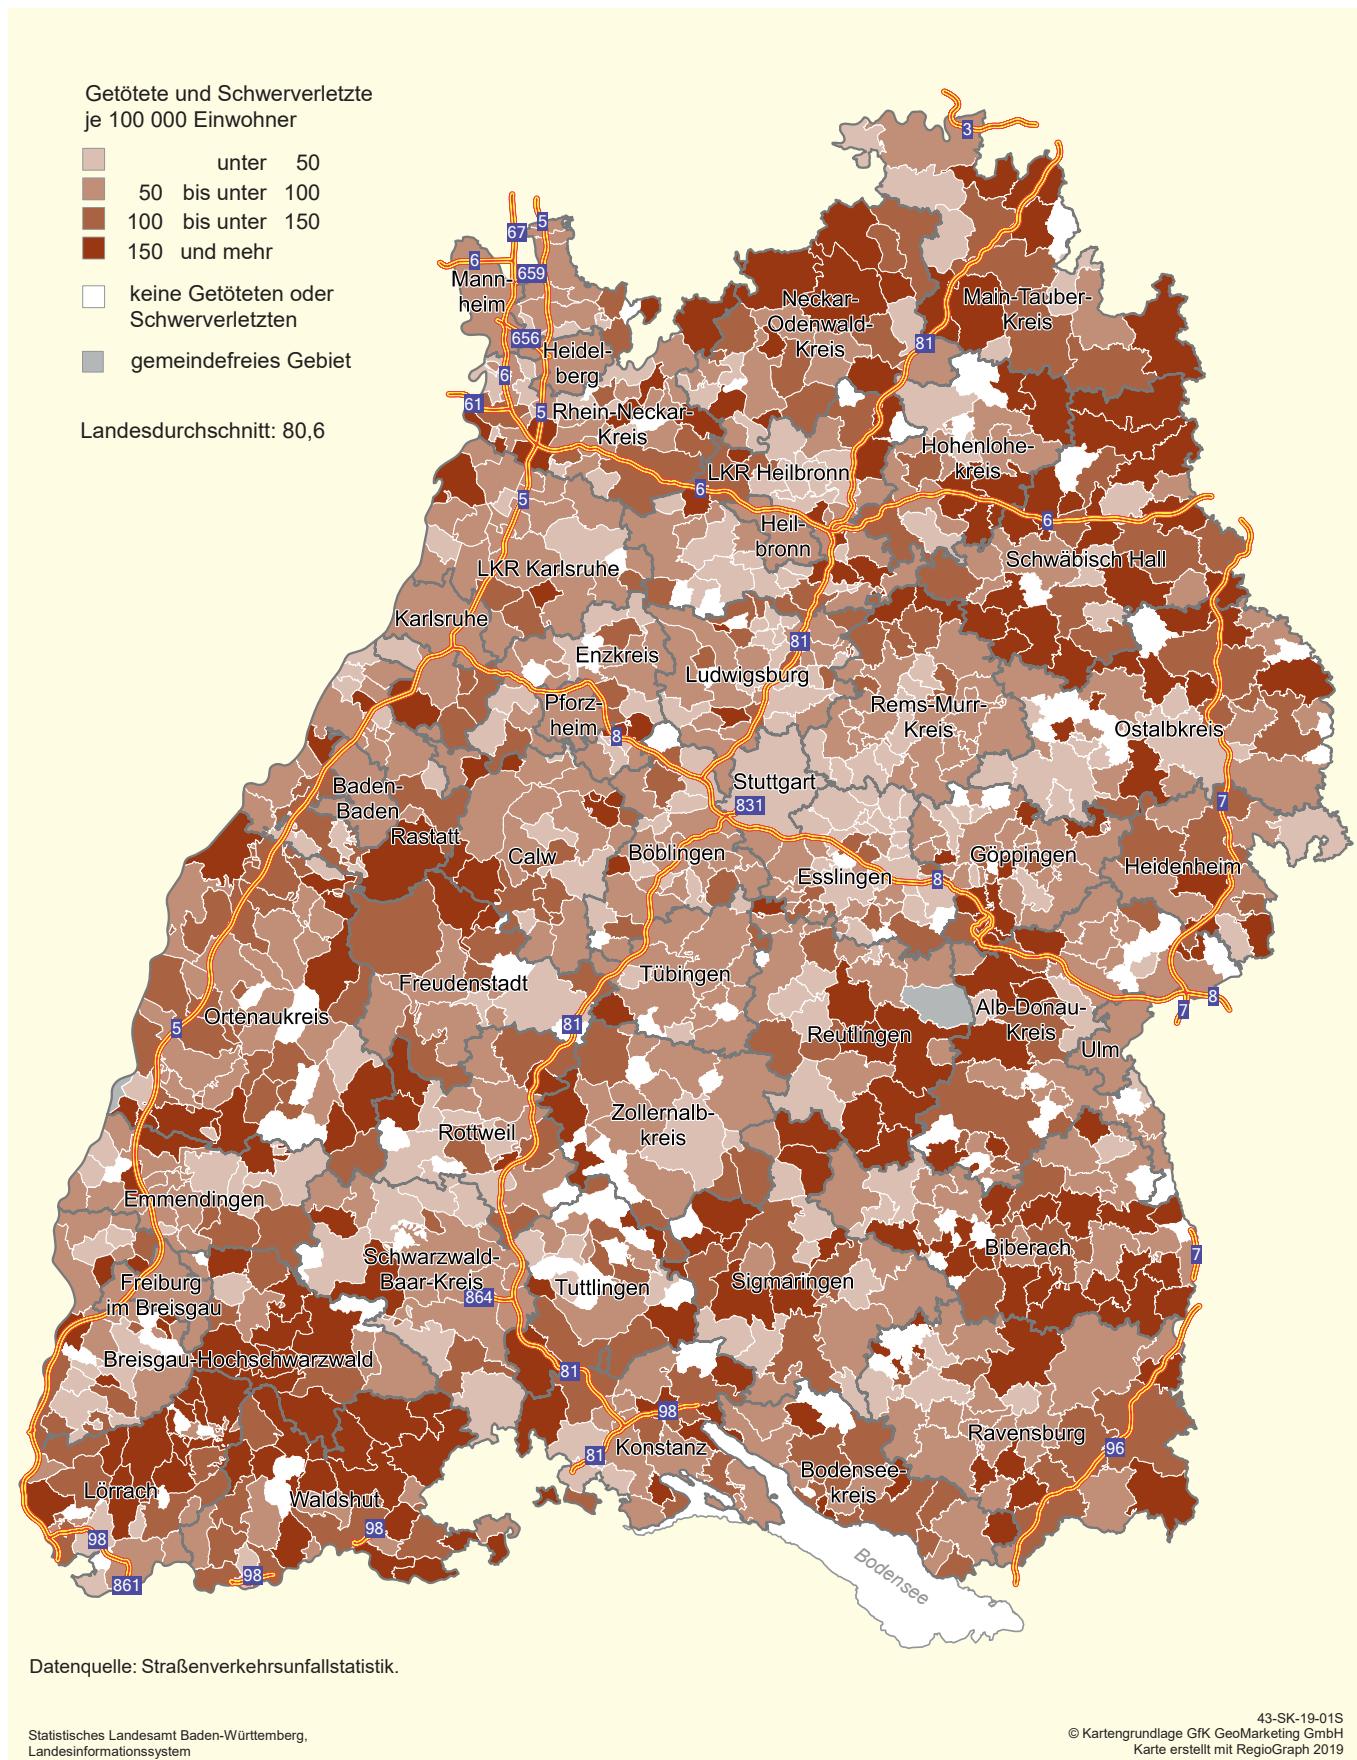 Getötete und Schwerverletzte
je 100 000 Einwohner
unter 50
50 bis unter 100
100 bis unter 150
150 und mehr
keine Getöteten oder
Schwerverletzten
gemeindefreies Gebiet
Landesdurchschnitt: 80,6
3
67
5
6
659
Mann-
heim
656
Heidel-
berg
6
61
5
Rhein-Neckar-
Kreis
Neckar-
Odenwald-
Kreis
Main-Tauber-
Kreis
81
Hohenlohe-
kreis
LKR Heilbronn
6
5
Heil-
bronn
6
Schwäbisch Hall
LKR Karlsruhe
Karlsruhe
Enzkreis
81
Ludwigsburg
Pforz-
heim
8
Rems-Murr-
Kreis
Ostalbkreis
Stuttgart
831
7
Baden-
Baden
Rastatt
Calw
Böblingen
Esslingen
8
Göppingen
Heidenheim
Freudenstadt
Tübingen
Ortenaukreis
5
81
Reutlingen
Alb-Donau-
Kreis
7
8
Ulm
Rottweil
Zollernalb-
kreis
Emmendingen
Schwarzwald-
Baar-Kreis
864
Tuttlingen
Sigmaringen
Biberach
7
Freiburg
im Breisgau
Breisgau-Hochschwarzwald
81
98
81
Konstanz
Ravensburg
96
Bodensee-
kreis
Lörrach
Waldshut
98
98
98
861
Bodensee
Datenquelle: Straßenverkehrsunfallstatistik.
Statistisches Landesamt Baden-Württemberg,
Landesinformationssystem
43-SK-19-01S
© Kartengrundlage GfK GeoMarketing GmbH
Karte erstellt mit RegioGraph 2019